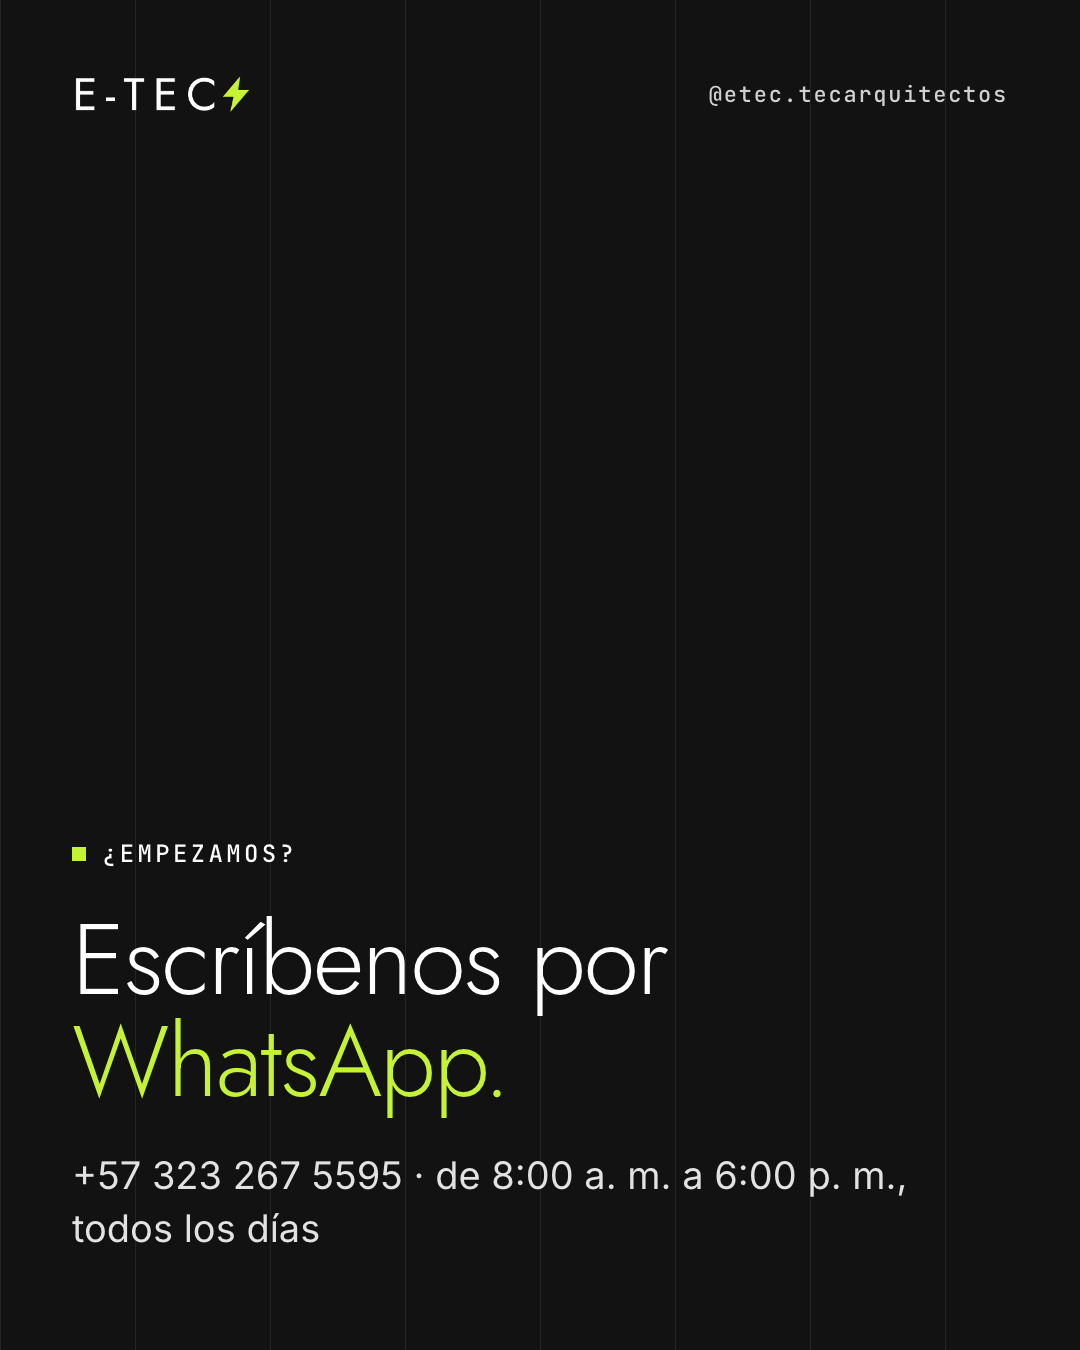 E-TEC
@etec.tecarquitectos
¿EMPEZAMOS?
Escríbenos por
WhatsApp.
+57 323 267 5595 · de 8:00 a. m. a 6:00 p. m.,
todos los días